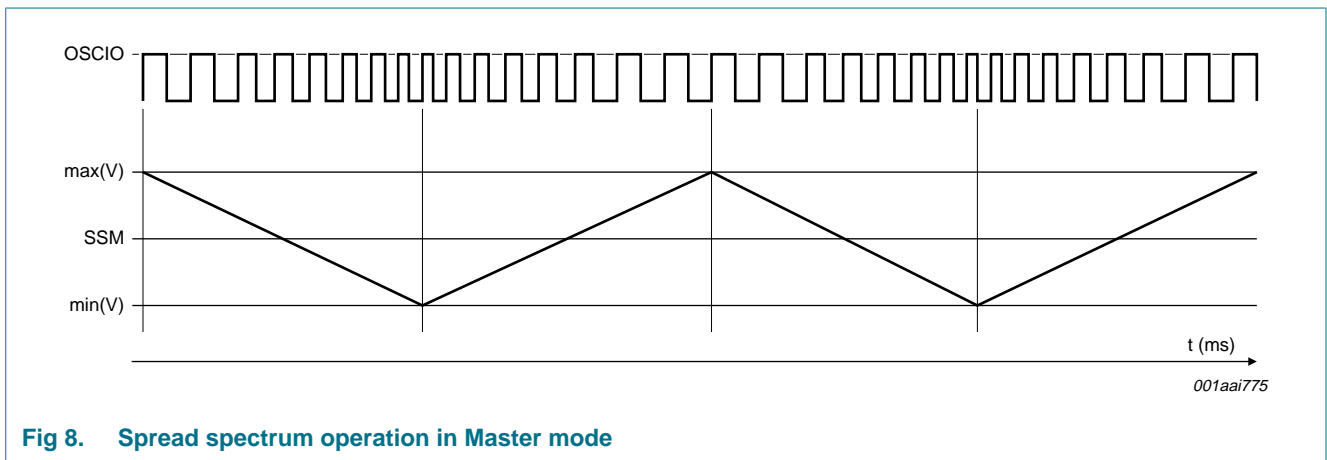 OSCIO
max(V)
SSM
min(V)
t (ms)
001aai775
Fig 8. Spread spectrum operation in Master mode